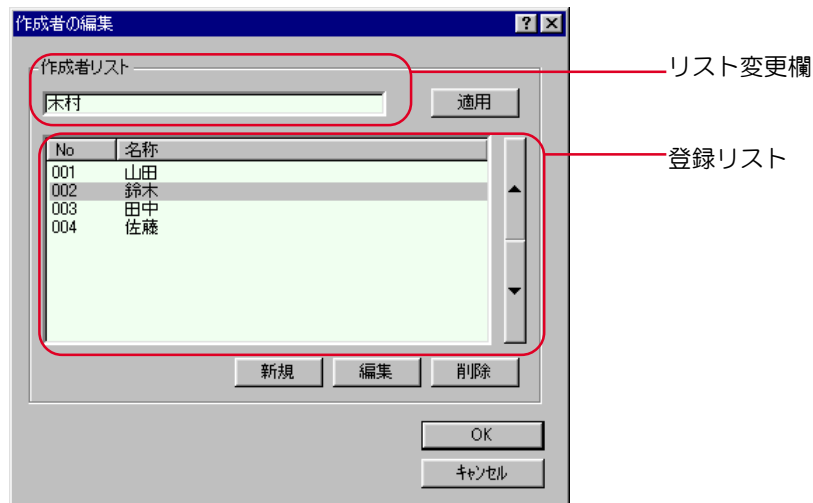 作成者の編集
作成者リスト
リスト変更欄
木村
適用
登録リスト
No 名称
001 山田
002 鈴木
003 田中
004 佐藤
新規 編集 削除
OK
キャンセル